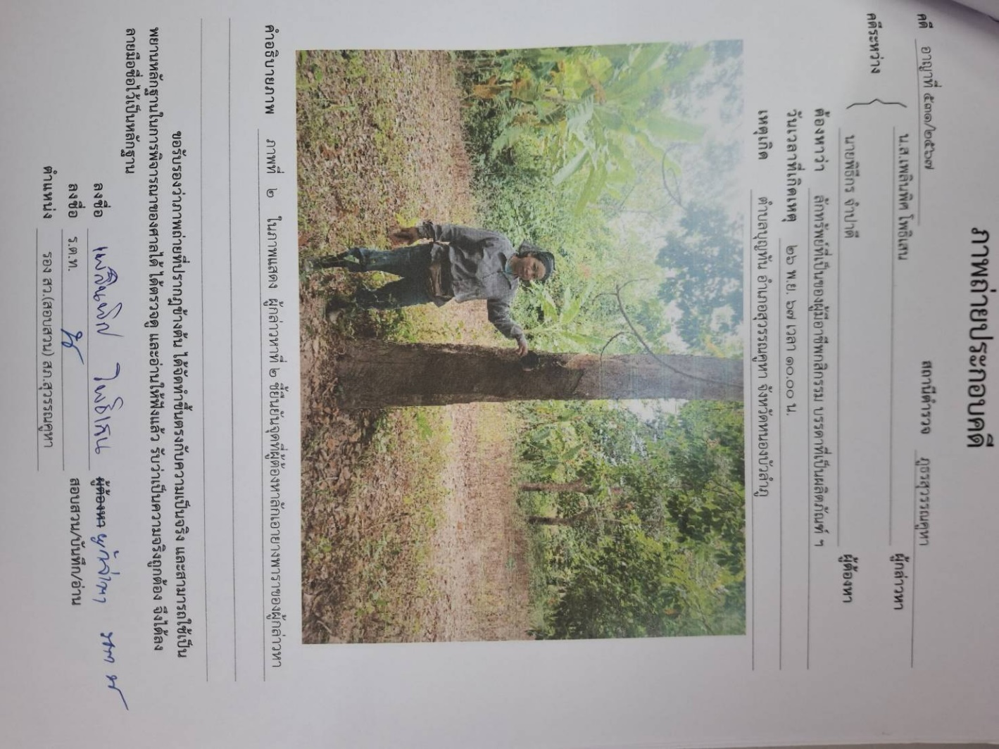 ภาพถ่ายประกอบคดี
สถานีตำรวจ ภูธรสุวรรณคูหา
คดี อาญาที่ ๕๓๑/๒๕๖๗
น.ส.เพลินพิศ โพธิเสน ผู้กล่าวหา
คดีระหว่าง
นายพิธีกร จำปาดี ผู้ต้องหา
ต้องหาว่า ลักทรัพย์ที่เป็นของผู้มีอาชีพกสิกรรม บรรดาที่เป็นผลิตภัณฑ์ ฯ
วันเวลาที่เกิดเหตุ ๒๖ พ.ย. ๖๗ เวลา ๑๐.๐๐ น.
เหตุเกิด ตำบลบุญทัน อำเภอสุวรรณคูหา จังหวัดหนองบัวลำภู
คำอธิบายภาพ ภาพที่ ๒ ในภาพแสดง ผู้กล่าวหาที่ ๒ ชี้ยืนยันจุดที่ผู้ต้องหาลักเอายางพาราของผู้กล่าวหา
ขอรับรองว่าภาพถ่ายที่ปรากฏข้างต้น ได้จัดทำขึ้นตรงกับความเป็นจริง และสามารถใช้เป็น
พยานหลักฐานในการพิจารณาของศาลได้ ได้ตรวจดู และอ่านให้ฟังแล้ว รับว่าเป็นความจริงถูกต้อง จึงได้ลง
ลายมือชื่อไว้เป็นหลักฐาน
ลงชื่อ เพลินพิศ โพธิเสน ผู้ต้องหา ผู้กล่าวหา
ลงชื่อ ร.ต.ท. สอบสวน/บันทึก/อ่าน
ตำแหน่ง รอง สว.(สอบสวน) สภ.สุวรรณคูหา